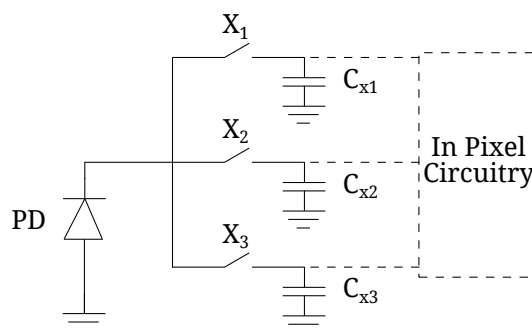 X1
Cx1
X2
In Pixel
Circuitry
Cx2
PD
X3
Cx3